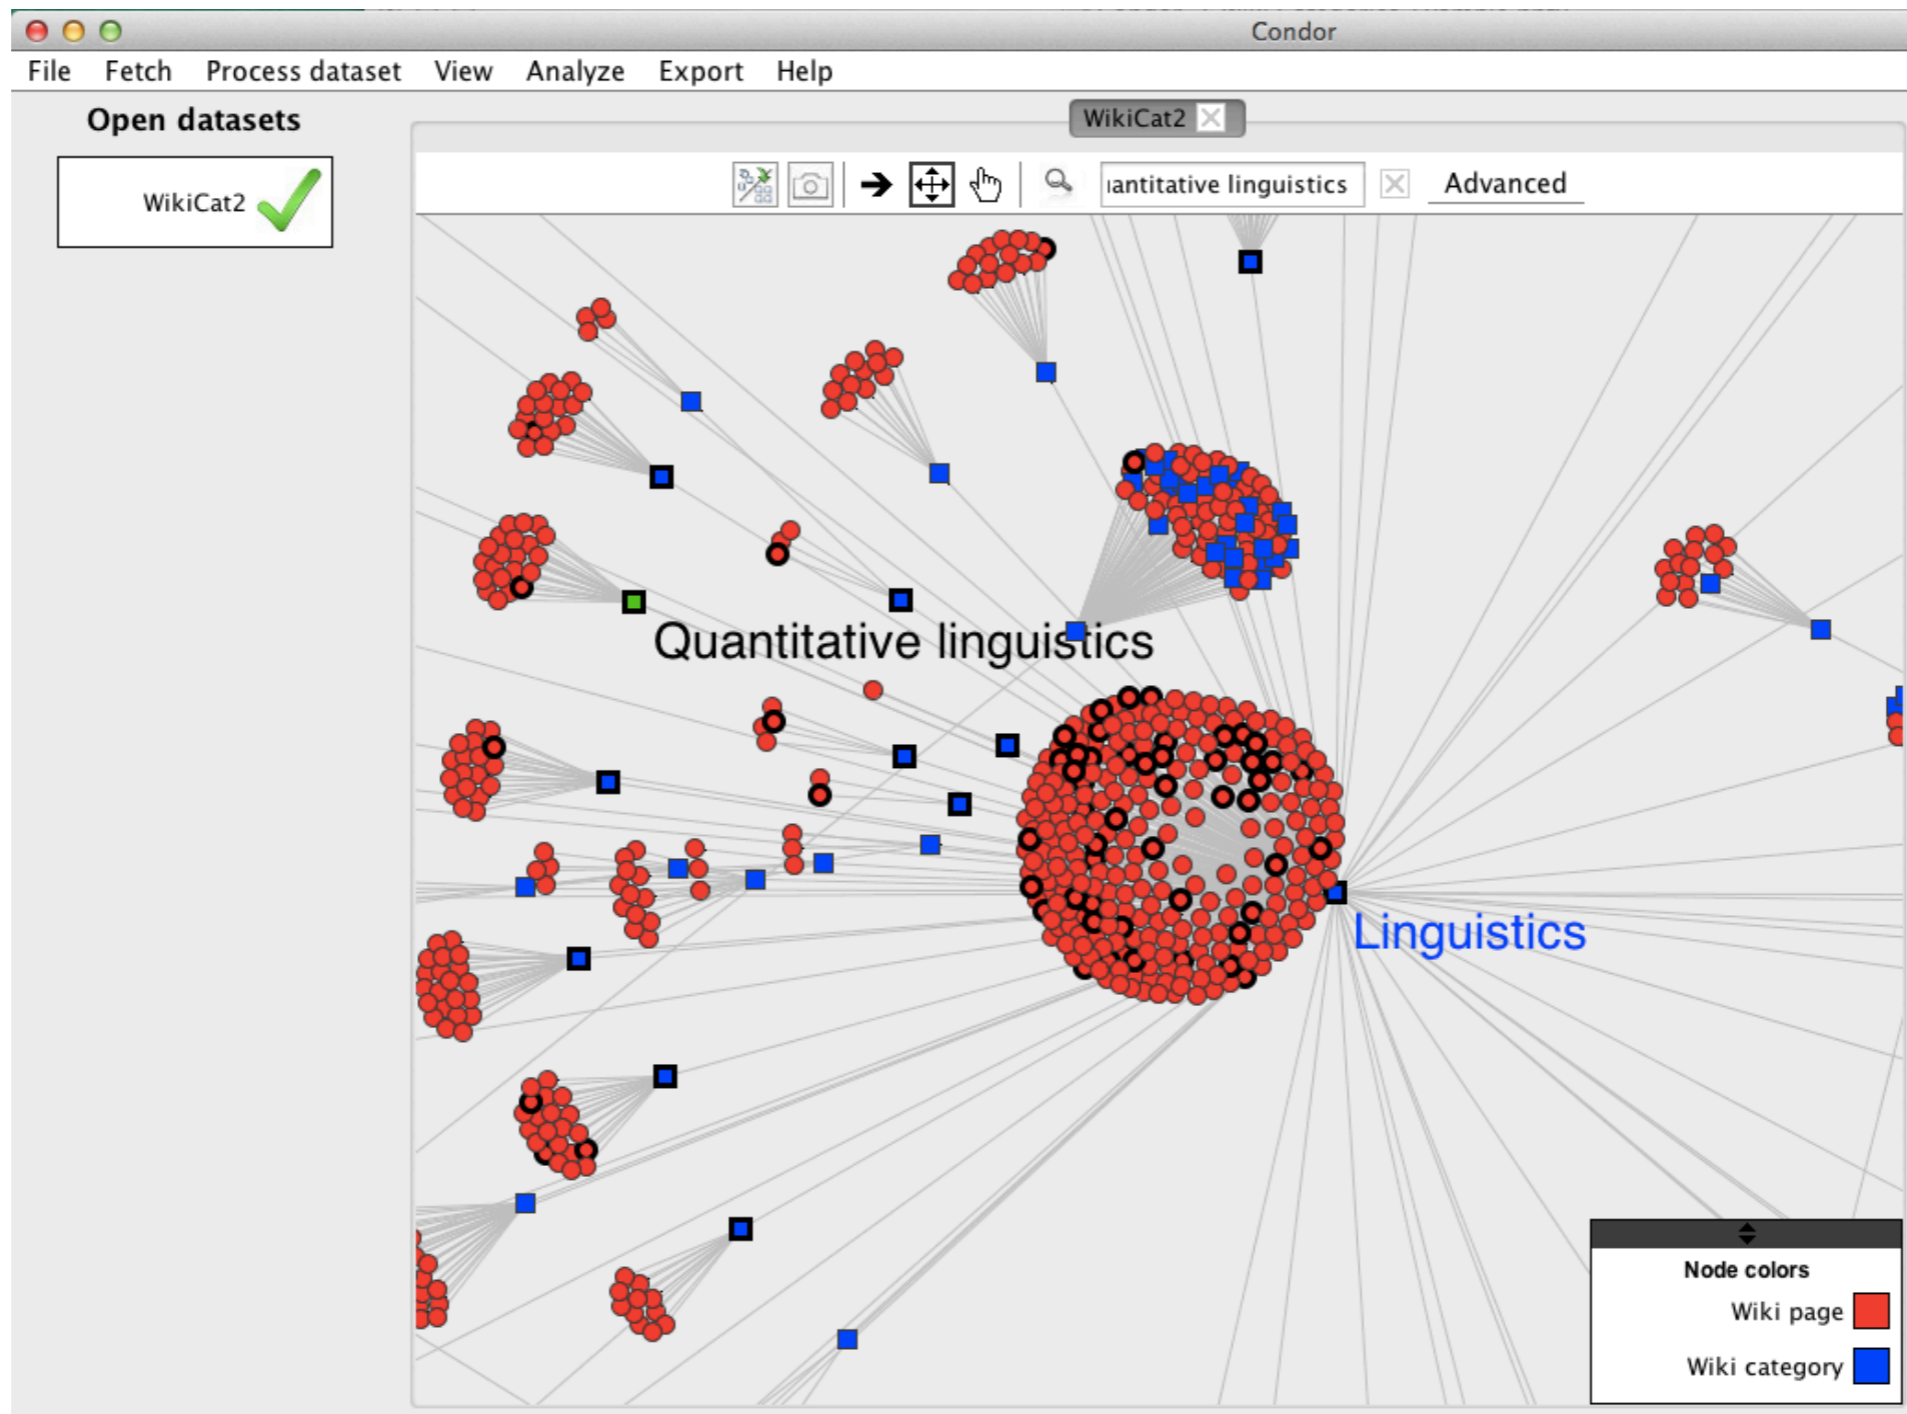 Condor
File Fetch Process dataset View Analyze Export Help
Open datasets
WikiCat2
WikiCat2
antitative linguistics
Advanced
Quantitative linguistics
Linguistics
Node colors
Wiki page
Wiki category